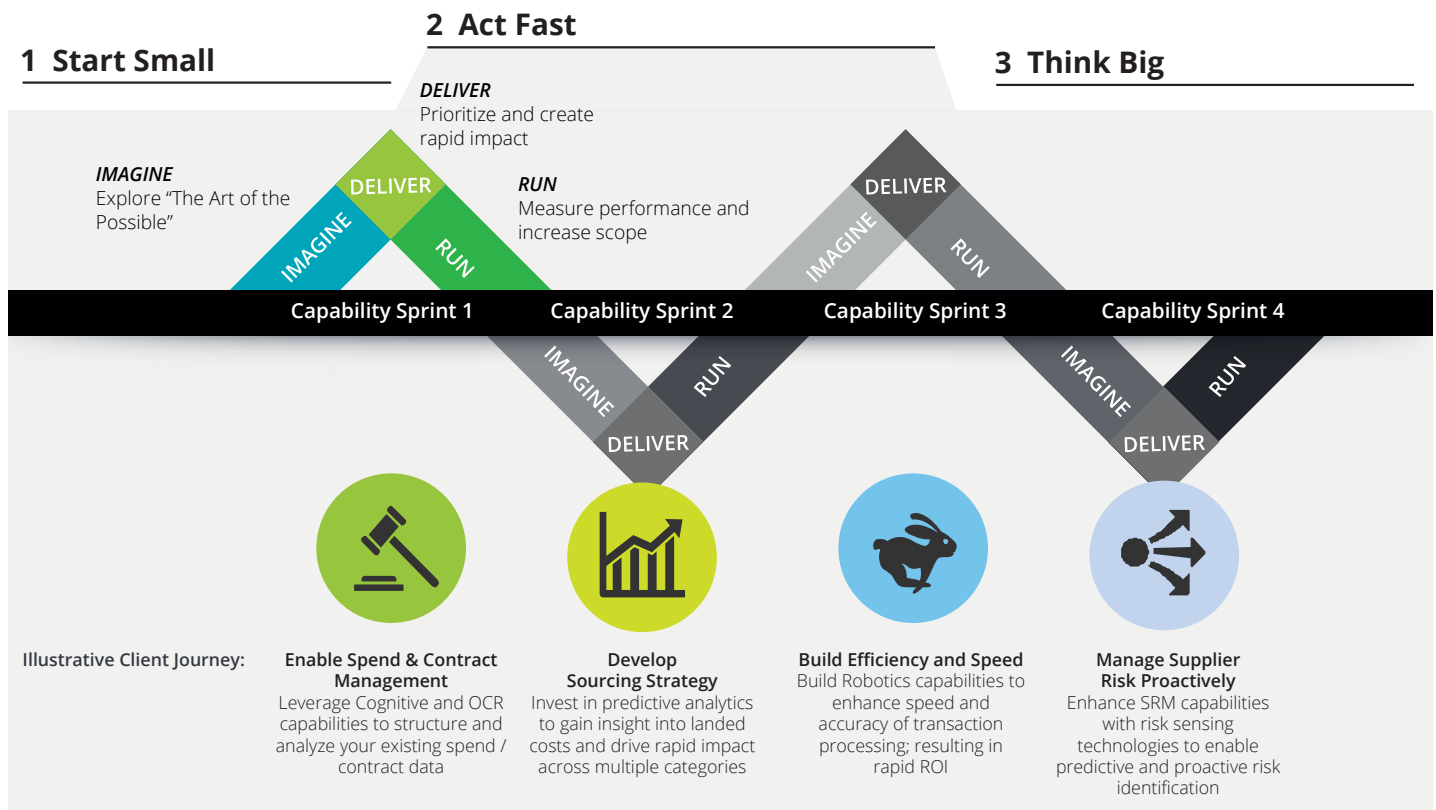 1 Start Small
2 Act Fast
3 Think Big
IMAGINE
Explore “The Art of the
Possible”
DELIVER
Prioritize and create
rapid impact
RUN
Measure performance and
increase scope
IMAGINE
DELIVER
RUN
IMAGINE
DELIVER
RUN
Capability Sprint 1
Capability Sprint 2
Capability Sprint 3
Capability Sprint 4
IMAGINE
DELIVER
RUN
IMAGINE
DELIVER
RUN
Illustrative Client Journey:
Enable Spend & Contract
Management
Leverage Cognitive and OCR
capabilities to structure and
analyze your existing spend /
contract data
Develop
Sourcing Strategy
Invest in predictive analytics
to gain insight into landed
costs and drive rapid impact
across multiple categories
Build Efficiency and Speed
Build Robotics capabilities to
enhance speed and
accuracy of transaction
processing; resulting in
rapid ROI
Manage Supplier
Risk Proactively
Enhance SRM capabilities
with risk sensing
technologies to enable
predictive and proactive risk
identification